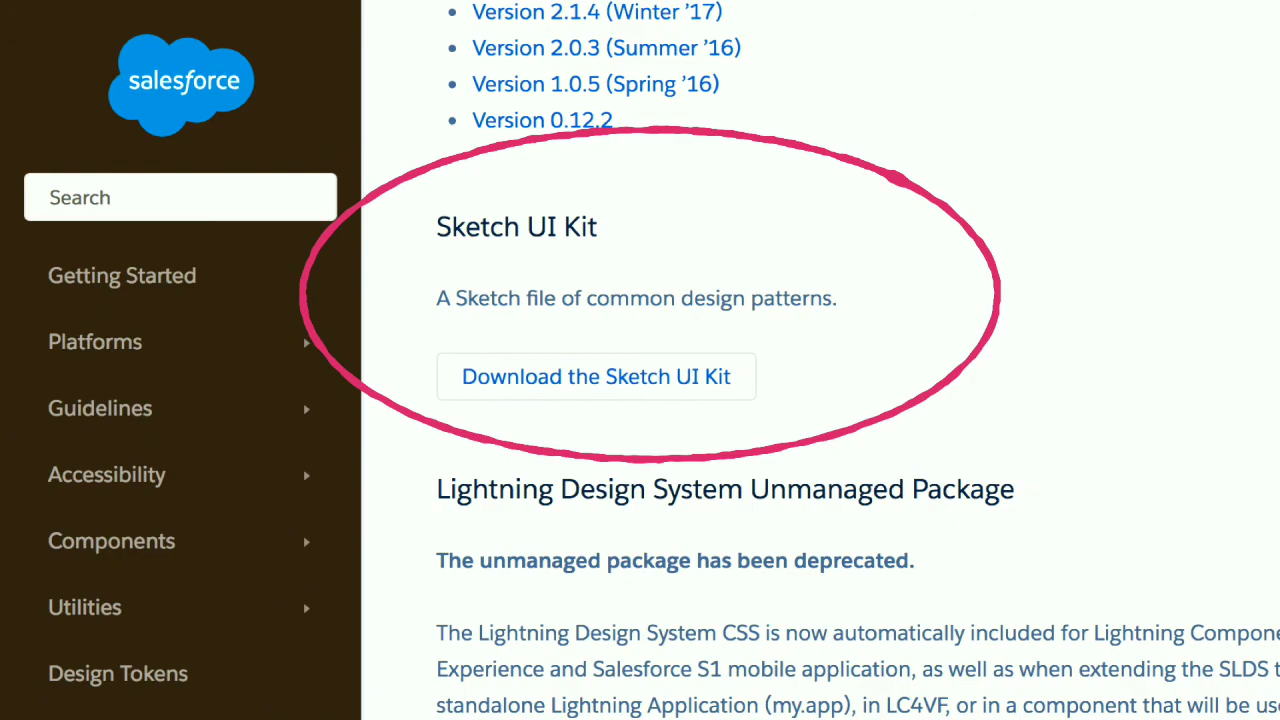 salesforce
Search
Getting Started
Platforms
Guidelines
Accessibility
Components
Utilities
Design Tokens
Version 2.1.4 (Winter ’17)
Version 2.0.3 (Summer ’16)
Version 1.0.5 (Spring ’16)
Version 0.12.2
Sketch UI Kit
A Sketch file of common design patterns.
Download the Sketch UI Kit
Lightning Design System Unmanaged Package
The unmanaged package has been deprecated.
The Lightning Design System CSS is now automatically included for Lightning
Experience and Salesforce S1 mobile application, as well as when extending the SLDS
standalone Lightning Application (my.app), in LC4VF, or in a component that will be